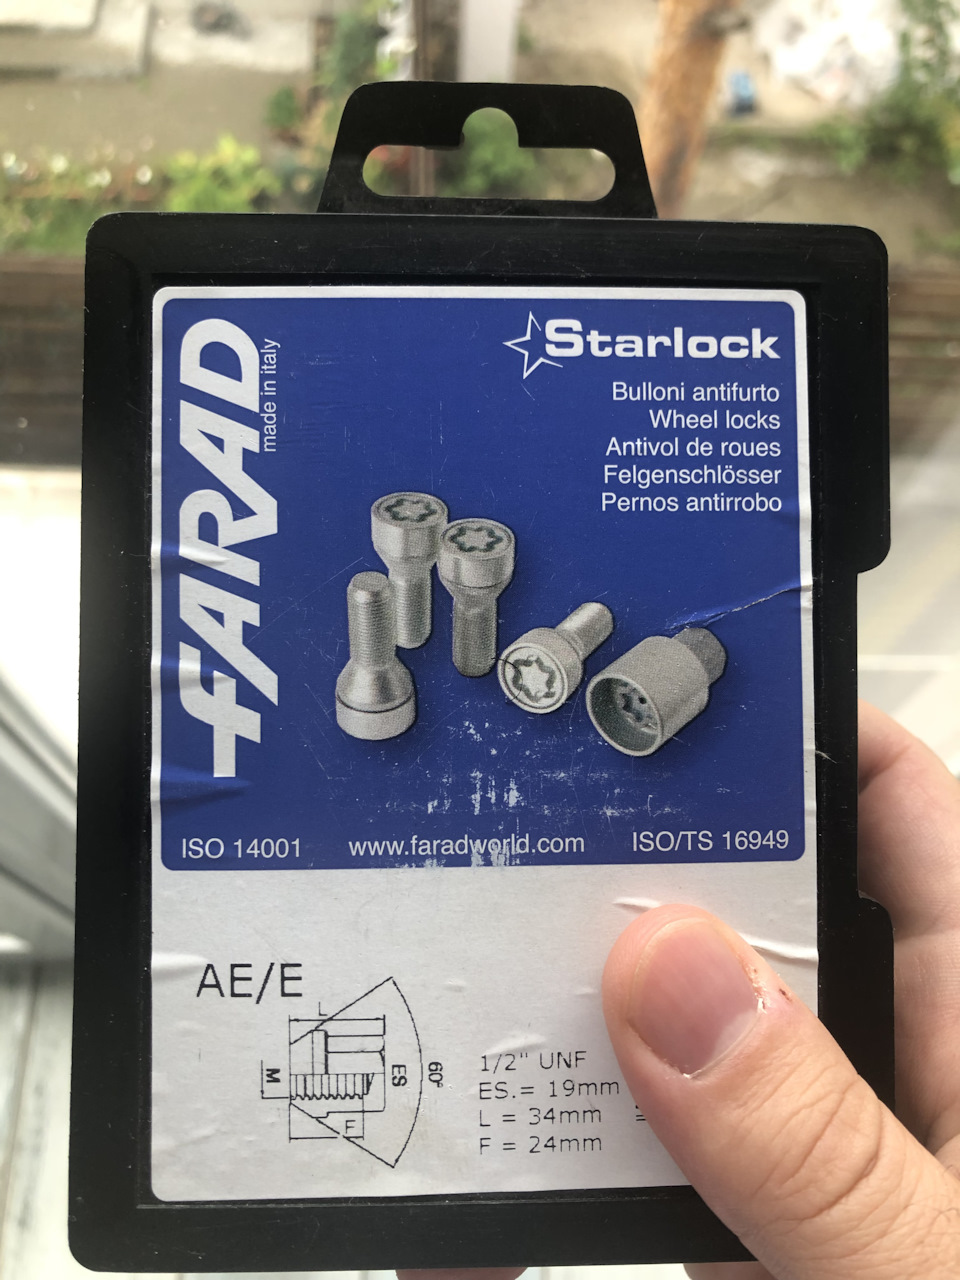 FARAD
made in italy
Starlock
Bulloni antifurto
Wheel locks
Antivol de roues
Felgenschlösser
Pernos antirrobo
ISO 14001
www.faradworld.com
ISO/TS 16949
AE/E
L
M
ES
60°
F
1/2" UNF
ES.= 19mm
L = 34mm =
F = 24mm